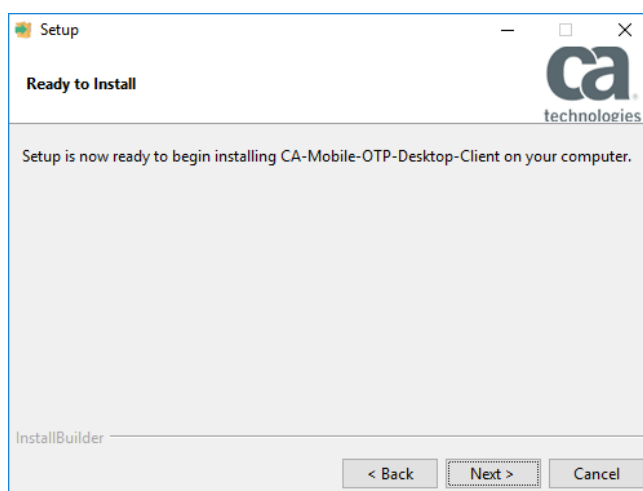 Setup
Ready to Install
ca
technologies
Setup is now ready to begin installing CA-Mobile-OTP-Desktop-Client on your computer.
InstallBuilder
< Back
Next >
Cancel